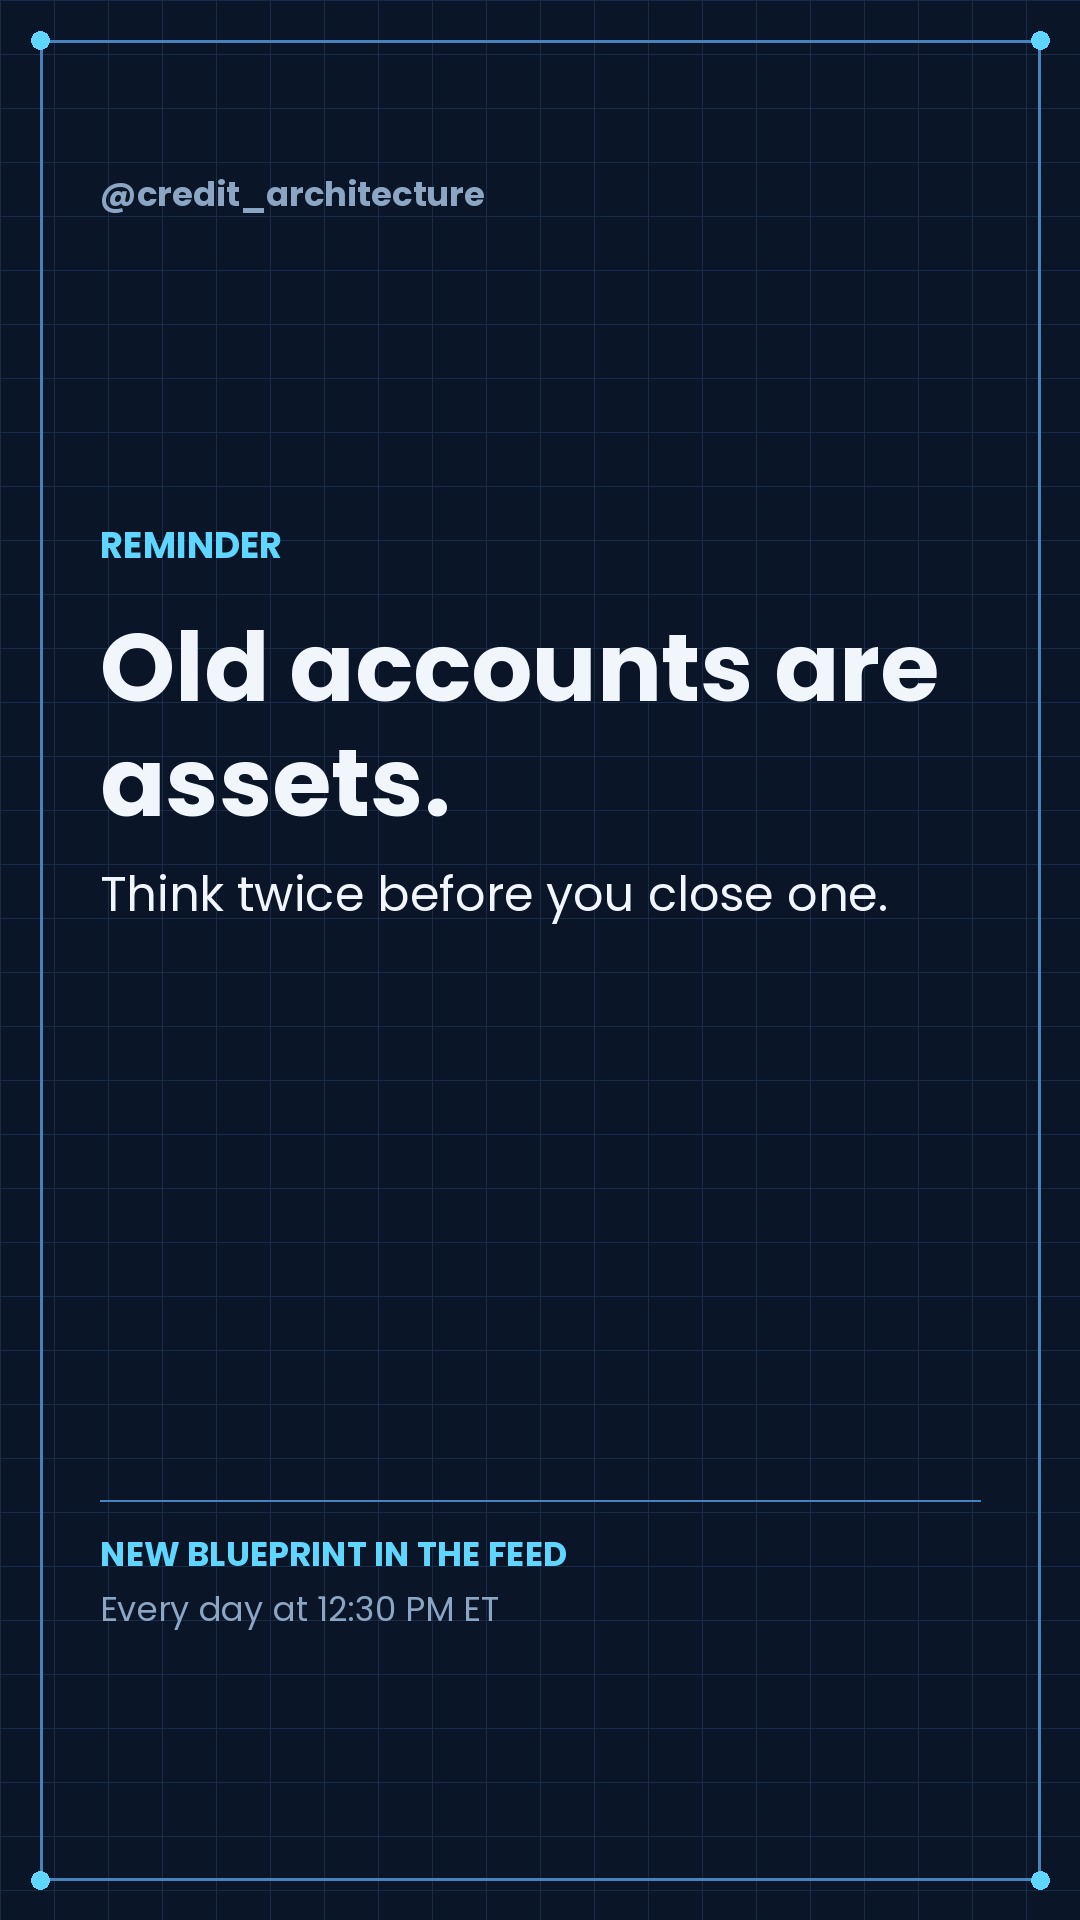 @credit_architecture
REMINDER
Old accounts are
assets.
Think twice before you close one.
NEW BLUEPRINT IN THE FEED
Every day at 12:30 PM ET